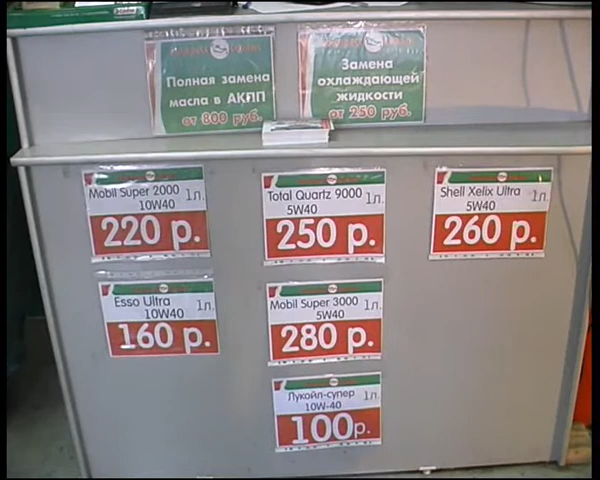 Полная замена
масла в АКПП
от 800 руб.
Замена
охлаждающей
жидкости
от 250 руб.
Mobil Super 2000 1л.
10W40
220 р.
Total Quartz 9000 1л.
5W40
250 р.
Shell Xelix Ultra 1л.
5W40
260 р.
Esso Ultra 1л.
10W40
160 р.
Mobil Super 3000 1л.
5W40
280 р.
Лукойл-супер 1л.
10W-40
100р.